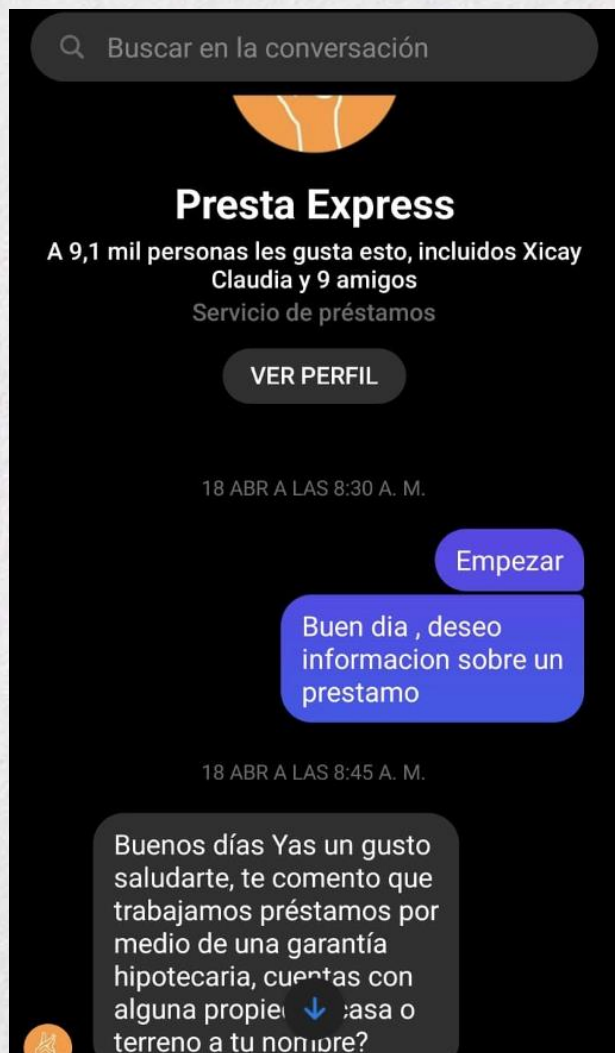 Buscar en la conversación
Presta Express
A 9,1 mil personas les gusta esto, incluidos Xicay
Claudia y 9 amigos
Servicio de préstamos
VER PERFIL
18 ABR A LAS 8:30 A. M.
Empezar
Buen dia , deseo
informacion sobre un
prestamo
18 ABR A LAS 8:45 A. M.
Buenos días Yas un gusto
saludarte, te comento que
trabajamos préstamos por
medio de una garantía
hipotecaria, cuentas con
alguna casa o
terreno a tu nombre?